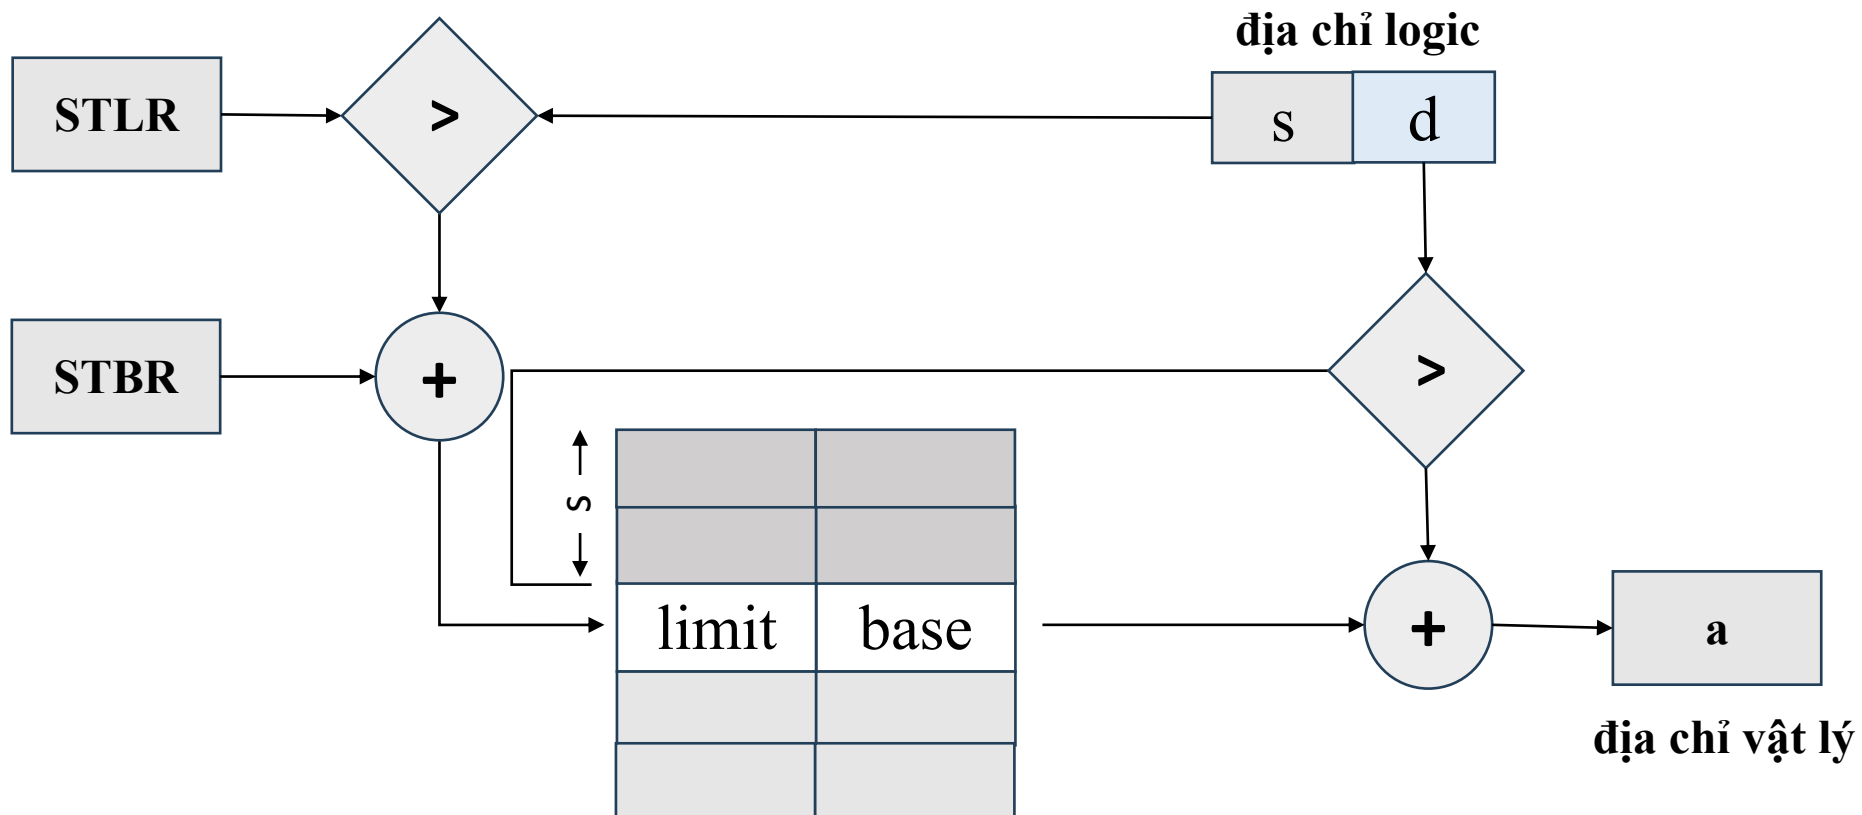 địa chỉ logic
STLR
>
s
d
STBR
+
>
s
limit
base
+
a
địa chỉ vật lý